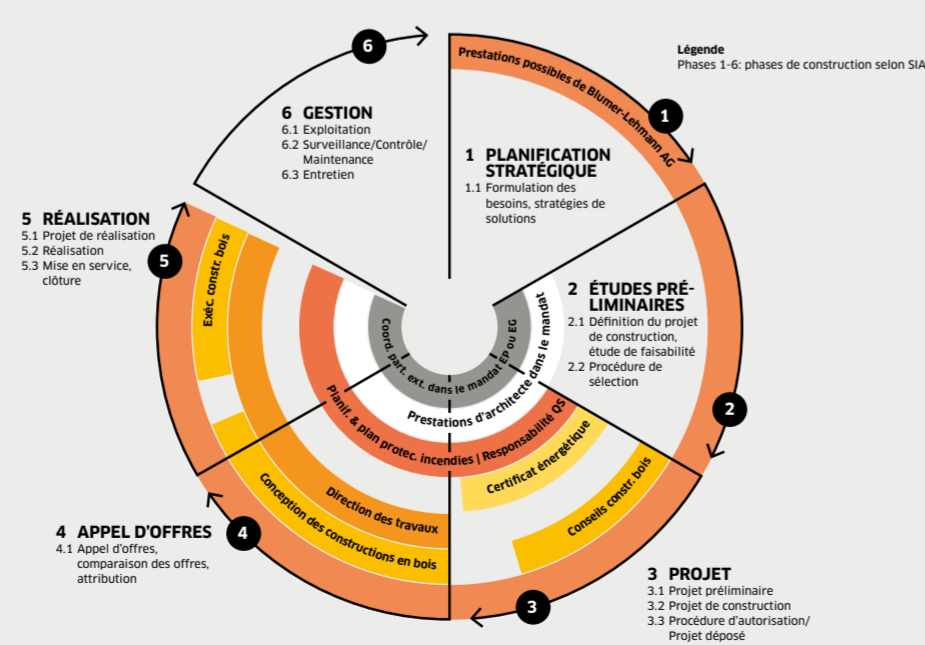 Légende
Phases 1-6: phases de construction selon SIA
Prestations possibles de Blumer-Lehmann AG
1
1 PLANIFICATION
STRATÉGIQUE
1.1 Formulation des
besoins, stratégies de
solutions
2
2 ÉTUDES PRÉ-
LIMINAIRES
2.1 Définition du projet
de construction,
étude de faisabilité
2.2 Procédure de
sélection
3
3 PROJET
3.1 Projet préliminaire
3.2 Projet de construction
3.3 Procédure d'autorisation/
Projet déposé
4
4 APPEL D'OFFRES
4.1 Appel d'offres,
comparaison des offres,
attribution
5
5 RÉALISATION
5.1 Projet de réalisation
5.2 Réalisation
5.3 Mise en service,
clôture
6
6 GESTION
6.1 Exploitation
6.2 Surveillance/Contrôle/
Maintenance
6.3 Entretien
Coord. part. ext. dans le mandat EP ou EG
Prestations d'architecte dans le mandat
Planif. & plan protec. incendies | Responsabilité QS
Certificat énergétique
Conseils constr. bois
Direction des travaux
Conception des constructions en bois
Exéc. constr. bois